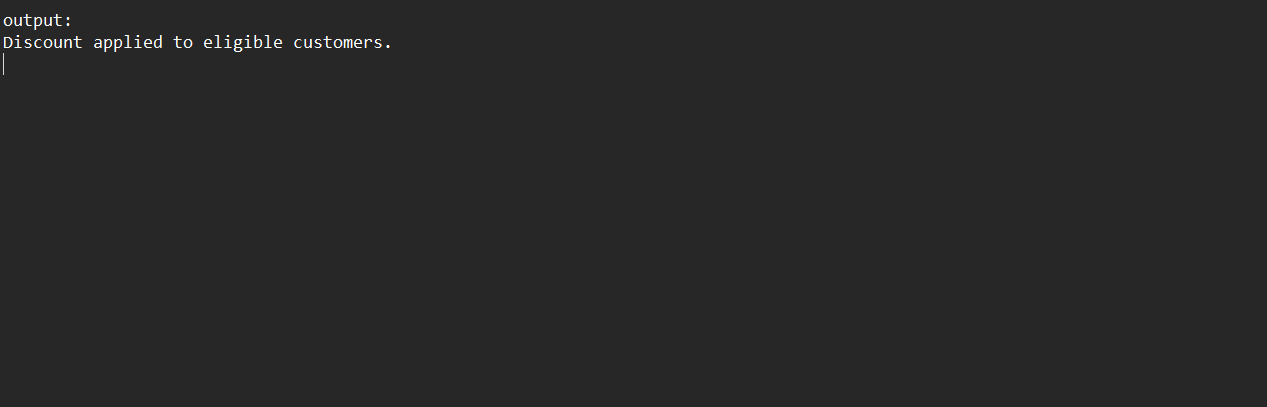 output:
Discount applied to eligible customers.